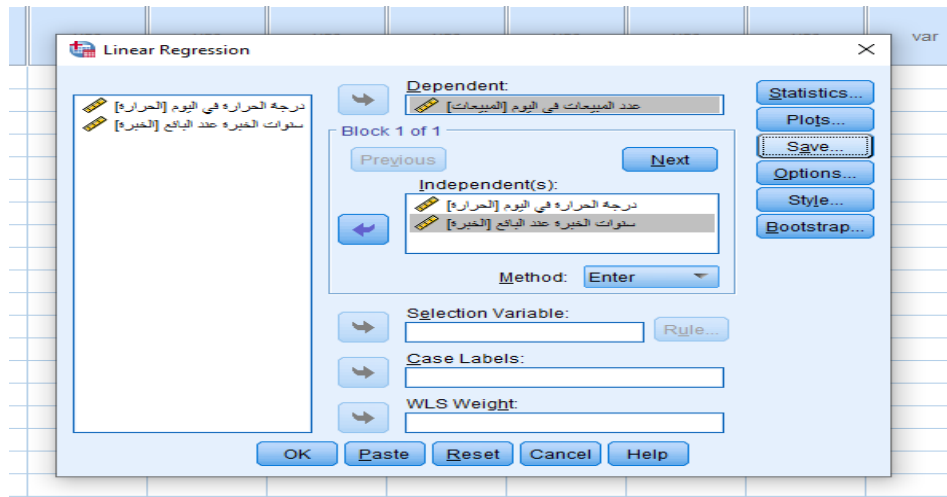 Linear Regression
var
درجة الحرارة في اليوم [الحرارة]
سنوات الخبرة عند البائع [الخبرة]
Dependent:
عدد المبيعات في اليوم [المبيعات]
Block 1 of 1
Previous
Next
Independent(s):
درجة الحرارة في اليوم [الحرارة]
سنوات الخبرة عند البائع [الخبرة]
Method: Enter
Selection Variable:
Rule...
Case Labels:
WLS Weight:
Statistics...
Plots...
Save...
Options...
Style...
Bootstrap...
OK Paste Reset Cancel Help